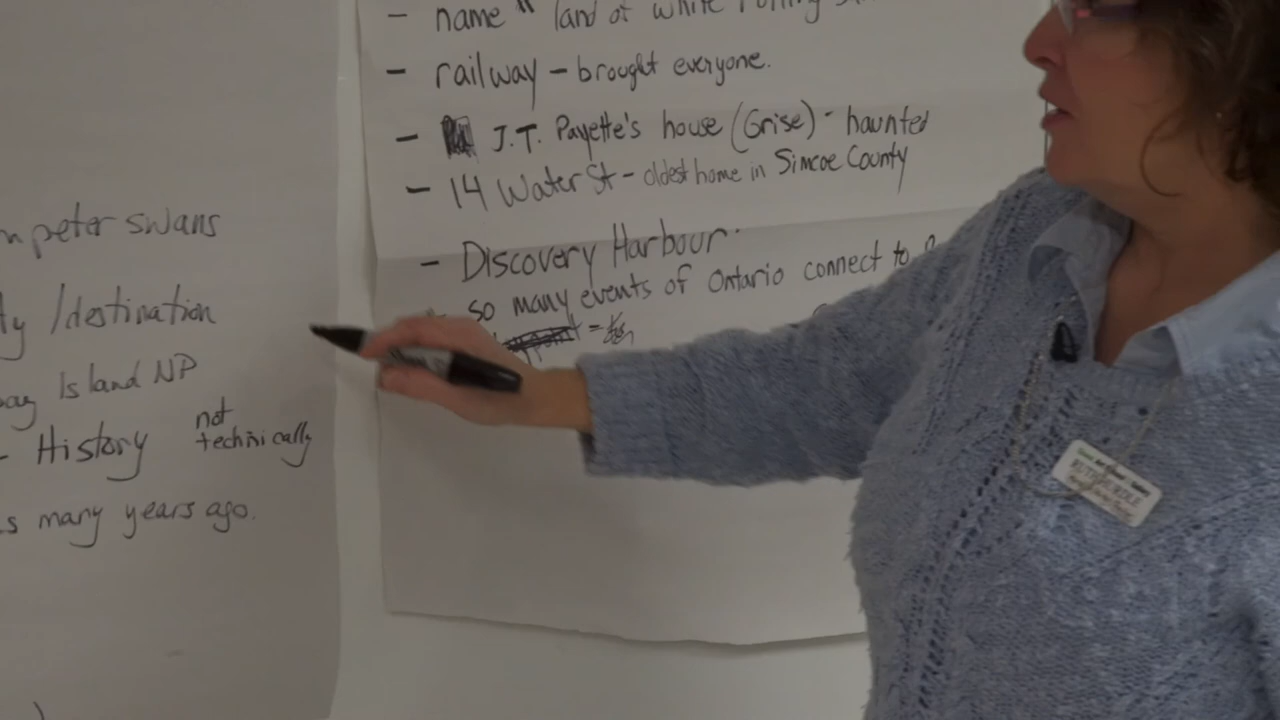 peter swans
/destination
Island NP
- History not technically
s many years ago.
- name " land of white rolling
- railway - brought everyone.
- J.T. Payette's house (Grise) - haunted
- 14 Water St - oldest home in Simcoe County
- Discovery Harbour
so many events of Ontario connect to